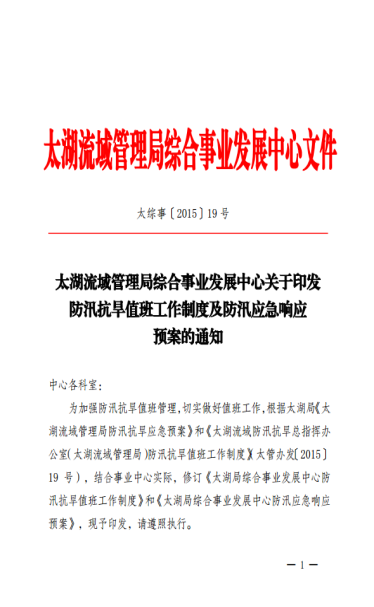 太湖流域管理局综合事业发展中心文件
太综事〔2015〕19号
太湖流域管理局综合事业发展中心关于印发
防汛抗旱值班工作制度及防汛应急响应
预案的通知
中心各科室：
为加强防汛抗旱值班管理,切实做好值班工作,根据太湖局《太
湖流域管理局防汛抗旱应急预案》和《太湖流域防汛抗旱总指挥办
公室(太湖流域管理局)防汛抗旱值班工作制度》(太管办发〔2015〕
19 号），结合事业中心实际，修订《太湖局综合事业发展中心防
汛抗旱值班工作制度》和《太湖局综合事业发展中心防汛应急响应
预案》，现予印发，请遵照执行。
— 1 —